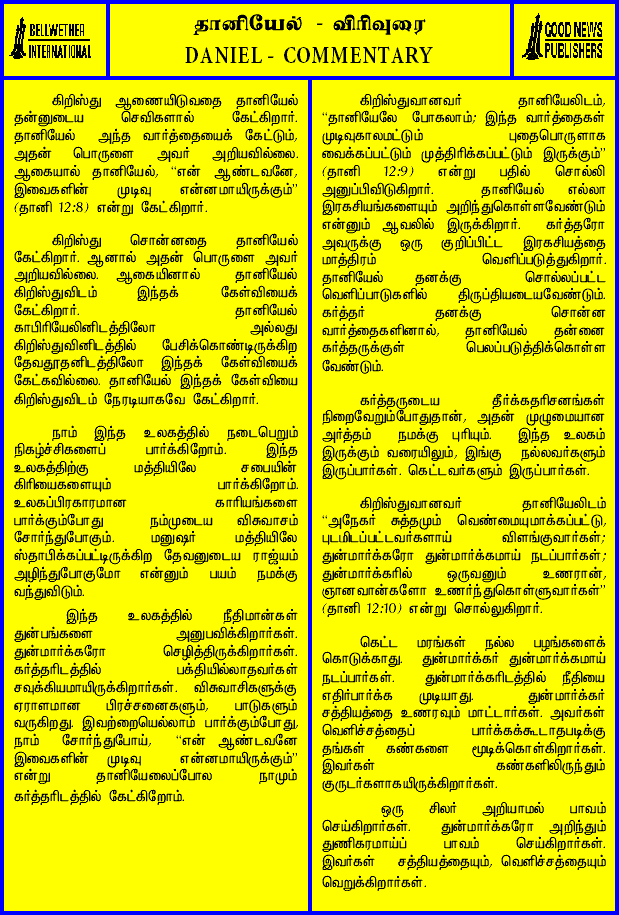 BELLWETHER
INTERNATIONAL
தானியேல் - விரிவுரை
DANIEL - COMMENTARY
GOOD NEWS
PUBLISHERS
கிறிஸ்து ஆணையிடுவதை தானியேல்
தன்னுடைய செவிகளால் கேட்கிறார்.
தானியேல் அந்த வார்த்தையைக் கேட்டும்,
அதன் பொருளை அவர் அறியவில்லை.
ஆகையால் தானியேல், “என் ஆண்டவனே,
இவைகளின் முடிவு என்னமாயிருக்கும்”
(தானி 12:8) என்று கேட்கிறார்.
கிறிஸ்து சொன்னதை தானியேல்
கேட்கிறார். ஆனால் அதன் பொருளை அவர்
அறியவில்லை. ஆகையினால் தானியேல்
கிறிஸ்துவிடம் இந்தக் கேள்வியைக்
கேட்கிறார். தானியேல்
காபிரியேலினிடத்திலோ அல்லது
கிறிஸ்துவினிடத்தில் பேசிக்கொண்டிருக்கிற
தேவதூதனிடத்திலோ இந்தக் கேள்வியைக்
கேட்கவில்லை. தானியேல் இந்தக் கேள்வியை
கிறிஸ்துவிடம் நேரடியாகவே கேட்கிறார்.
நாம் இந்த உலகத்தில் நடைபெறும்
நிகழ்ச்சிகளைப் பார்க்கிறோம். இந்த
உலகத்திற்கு மத்தியிலே சபையின்
கிரியைகளையும் பார்க்கிறோம்.
உலகப்பிரகாரமான காரியங்களை
பார்க்கும்போது நம்முடைய விசுவாசம்
சோர்ந்துபோகும். மனுஷர் மத்தியிலே
ஸ்தாபிக்கப்பட்டிருக்கிற தேவனுடைய ராஜ்யம்
அழிந்துபோகுமோ என்னும் பயம் நமக்கு
வந்துவிடும்.
இந்த உலகத்தில் நீதிமான்கள்
துன்பங்களை அனுபவிக்கிறார்கள்.
துன்மார்க்கரோ செழித்திருக்கிறார்கள்.
கர்த்தரிடத்தில் பக்தியில்லாதவர்கள்
சவுக்கியமாயிருக்கிறார்கள். விசுவாசிகளுக்கு
ஏராளமான பிரச்சனைகளும், பாடுகளும்
வருகிறது. இவற்றையெல்லாம் பார்க்கும்போது,
நாம் சோர்ந்துபோய், “என் ஆண்டவனே
இவைகளின் முடிவு என்னமாயிருக்கும்”
என்று தானியேலைப்போல நாமும்
கர்த்தரிடத்தில் கேட்கிறோம்.
கிறிஸ்துவானவர் தானியேலிடம்,
“தானியேலே போகலாம்; இந்த வார்த்தைகள்
முடிவுகாலமட்டும் புதைபொருளாக
வைக்கப்பட்டும் முத்திரிக்கப்பட்டும் இருக்கும்”
(தானி 12:9) என்று பதில் சொல்லி
அனுப்பிவிடுகிறார். தானியேல் எல்லா
இரகசியங்களையும் அறிந்துகொள்ளவேண்டும்
என்னும் ஆவலில் இருக்கிறார். கர்த்தரோ
அவருக்கு ஒரு குறிப்பிட்ட இரகசியத்தை
மாத்திரம் வெளிப்படுத்துகிறார்.
தானியேல் தனக்கு சொல்லப்பட்ட
வெளிப்பாடுகளில் திருப்தியடையவேண்டும்.
கர்த்தர் தனக்கு சொன்ன
வார்த்தைகளினால், தானியேல் தன்னை
கர்த்தருக்குள் பெலப்படுத்திக்கொள்ள
வேண்டும்.
கர்த்தருடைய தீர்க்கதரிசனங்கள்
நிறைவேறும்போதுதான், அதன் முழுமையான
அர்த்தம் நமக்கு புரியும். இந்த உலகம்
இருக்கும் வரையிலும், இங்கு நல்லவர்களும்
இருப்பார்கள். கெட்டவர்களும் இருப்பார்கள்.
கிறிஸ்துவானவர் தானியேலிடம்
“அநேகர் சுத்தமும் வெண்மையுமாக்கப்பட்டு,
புடமிடப்பட்டவர்களாய் விளங்குவார்கள்;
துன்மார்க்கரோ துன்மார்க்கமாய் நடப்பார்கள்;
துன்மார்க்கரில் ஒருவனும் உணரான்,
ஞானவான்களோ உணர்ந்துகொள்ளுவார்கள்”
(தானி 12:10) என்று சொல்லுகிறார்.
கெட்ட மரங்கள் நல்ல பழங்களைக்
கொடுக்காது. துன்மார்க்கர் துன்மார்க்கமாய்
நடப்பார்கள். துன்மார்க்கரிடத்தில் நீதியை
எதிர்பார்க்க முடியாது. துன்மார்க்கர்
சத்தியத்தை உணரவும் மாட்டார்கள். அவர்கள்
வெளிச்சத்தைப் பார்க்கக்கூடாதபடிக்கு
தங்கள் கண்களை மூடிக்கொள்கிறார்கள்.
இவர்கள் கண்களிலிருந்தும்
குருடர்களாகயிருக்கிறார்கள்.
ஒரு சிலர் அறியாமல் பாவம்
செய்கிறார்கள். துன்மார்க்கரோ அறிந்தும்
துணிகரமாய்ப் பாவம் செய்கிறார்கள்.
இவர்கள் சத்தியத்தையும், வெளிச்சத்தையும்
வெறுக்கிறார்கள்.